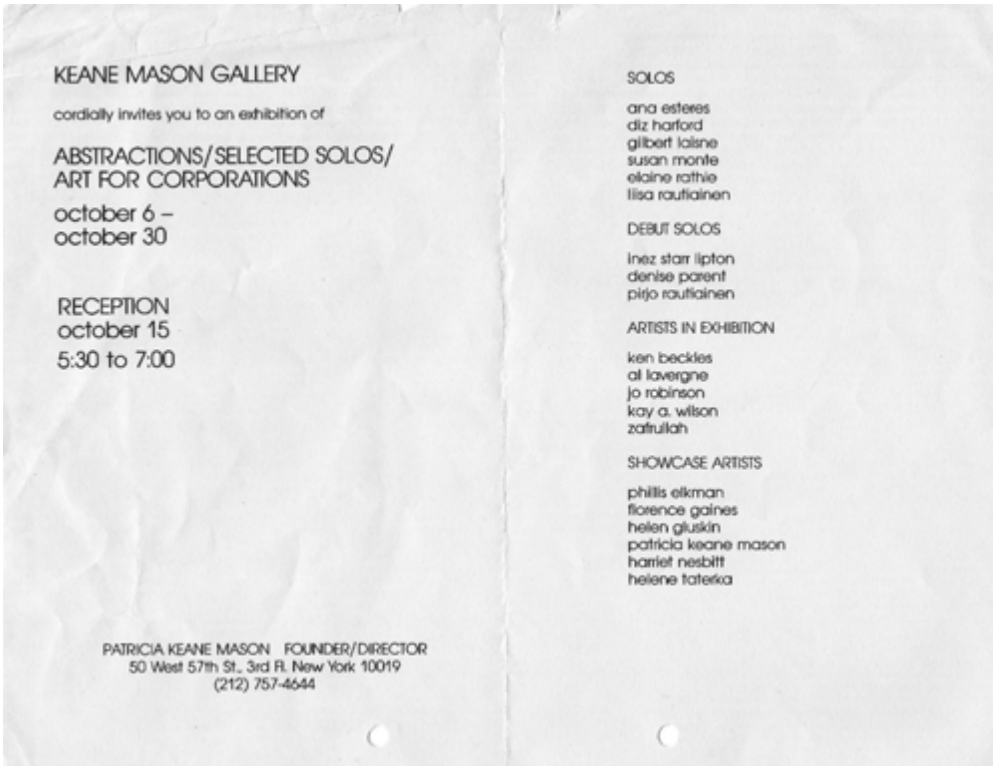 KEANE MASON GALLERY
cordially invites you to an exhibition of
ABSTRACTIONS/SELECTED SOLOS/
ART FOR CORPORATIONS
october 6 –
october 30
RECEPTION
october 15
5:30 to 7:00
PATRICIA KEANE MASON FOUNDER/DIRECTOR
50 West 57th St., 3rd Fl. New York 10019
(212) 757-4644
SOLOS
ana esteres
diz harford
gilbert laisne
susan monte
elaine rathie
liisa rautiainen
DEBUT SOLOS
inez starr lipton
denise parent
pirjo rautiainen
ARTISTS IN EXHIBITION
ken beckles
al lavergne
jo robinson
kay a. wilson
zafrullah
SHOWCASE ARTISTS
phillis elkman
florence gaines
helen gluskin
patricia keane mason
harriet nesbitt
helene taterka